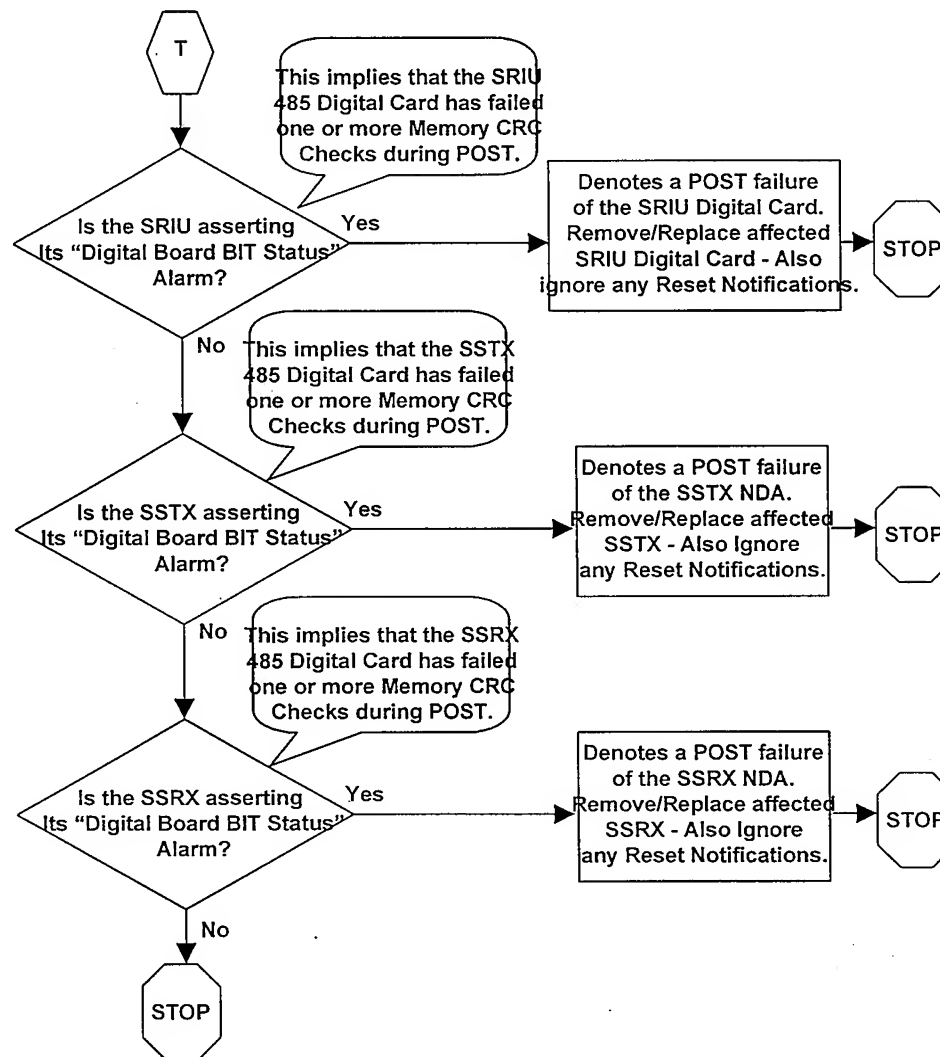 T
This implies that the SRIU
485 Digital Card has failed
one or more Memory CRC
Checks during POST.
Is the SRIU asserting
Its “Digital Board BIT Status”
Alarm?
Yes
Denotes a POST failure
of the SRIU Digital Card.
Remove/Replace affected
SRIU Digital Card - Also
ignore any Reset Notifications.
STOP
No
This implies that the SSTX
485 Digital Card has failed
one or more Memory CRC
Checks during POST.
Is the SSTX asserting
Its “Digital Board BIT Status”
Alarm?
Yes
Denotes a POST failure
of the SSTX NDA.
Remove/Replace affected
SSTX - Also Ignore
any Reset Notifications.
STOP
No
This implies that the SSRX
485 Digital Card has failed
one or more Memory CRC
Checks during POST.
Is the SSRX asserting
Its “Digital Board BIT Status”
Alarm?
Yes
Denotes a POST failure
of the SSRX NDA.
Remove/Replace affected
SSRX - Also Ignore
any Reset Notifications.
STOP
No
STOP